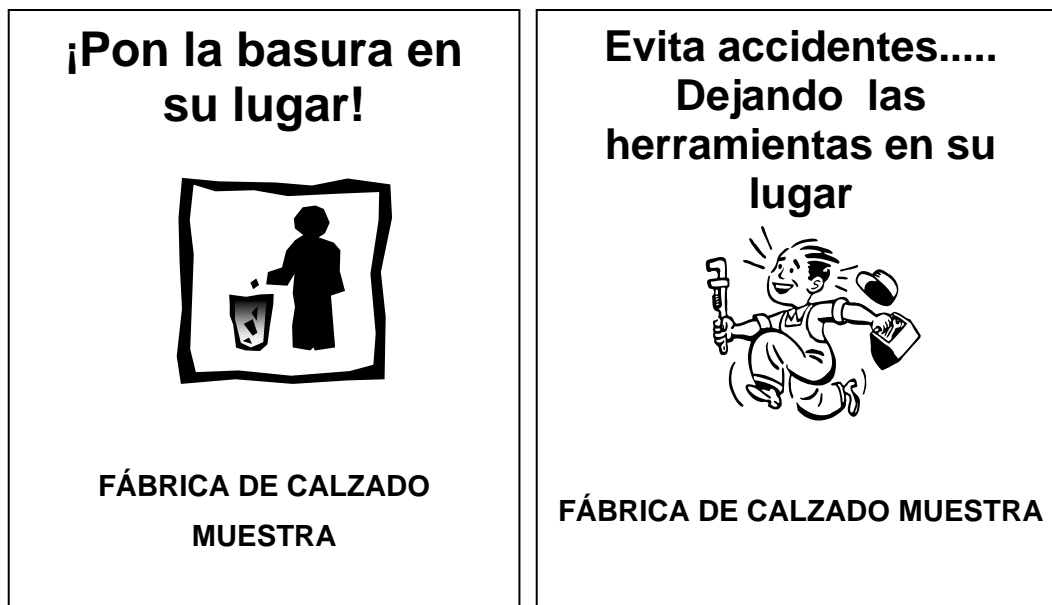 ¡Pon la basura en
su lugar!
FÁBRICA DE CALZADO
MUESTRA
Evita accidentes.....
Dejando  las
herramientas en su
lugar
FÁBRICA DE CALZADO MUESTRA